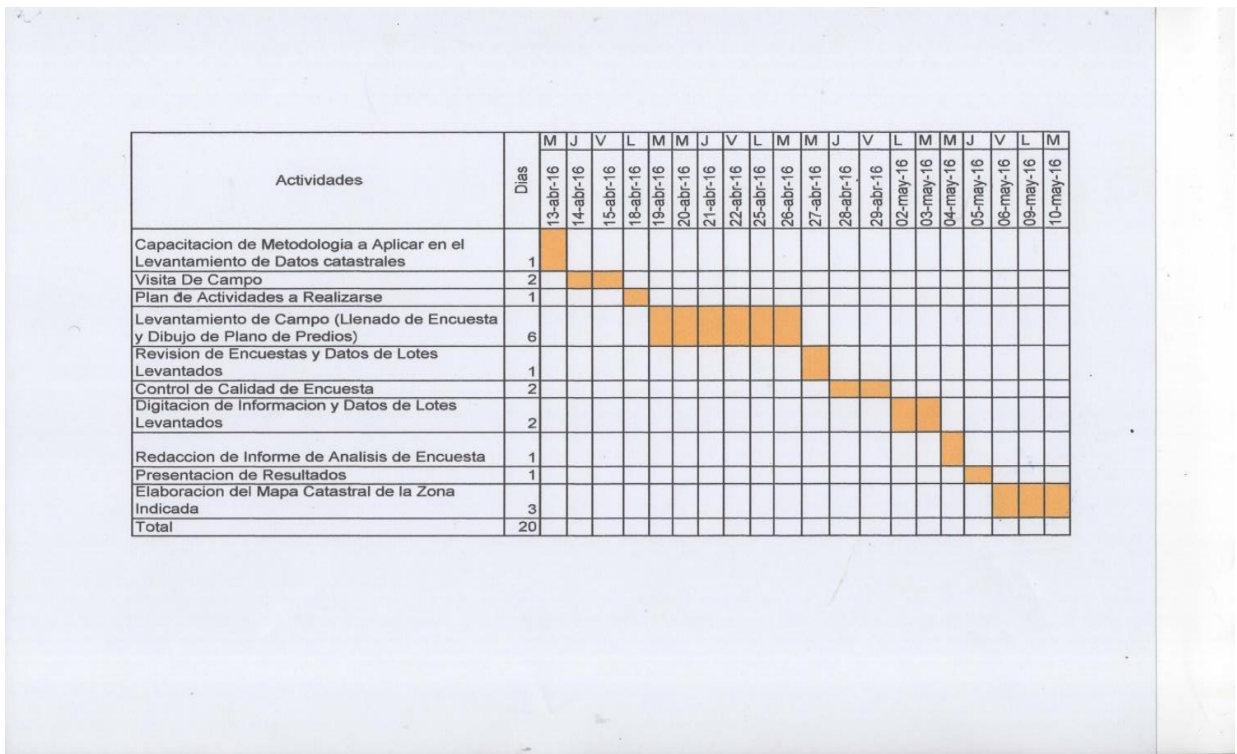 M J V L M M J V L M M J V L M M J V L M
Actividades Dias 13-abr-16 14-abr-16 15-abr-16 18-abr-16 19-abr-16 20-abr-16 21-abr-16 22-abr-16 25-abr-16 26-abr-16 27-abr-16 28-abr-16 29-abr-16 02-may-16 03-may-16 04-may-16 05-may-16 06-may-16 09-may-16 10-may-16
Capacitacion de Metodologia a Aplicar en el
Levantamiento de Datos catastrales 1
Visita De Campo 2
Plan de Actividades a Realizarse 1
Levantamiento de Campo (Llenado de Encuesta
y Dibujo de Plano de Predios) 6
Revision de Encuestas y Datos de Lotes
Levantados 1
Control de Calidad de Encuesta 2
Digitacion de Informacion y Datos de Lotes
Levantados 2
Redaccion de Informe de Analisis de Encuesta 1
Presentacion de Resultados 1
Elaboracion del Mapa Catastral de la Zona
Indicada 3
Total 20